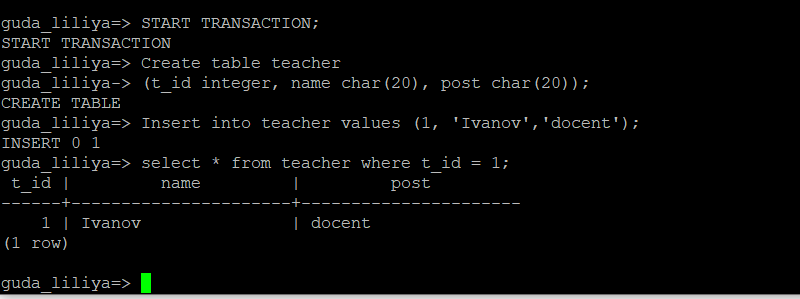 guda_liliya=> START TRANSACTION;
START TRANSACTION
guda_liliya=> Create table teacher
guda_liliya-> (t_id integer, name char(20), post char(20));
CREATE TABLE
guda_liliya=> Insert into teacher values (1, 'Ivanov','docent');
INSERT 0 1
guda_liliya=> select * from teacher where t_id = 1;
 t_id |         name         |         post
------+----------------------+----------------------
    1 | Ivanov               | docent
(1 row)
guda_liliya=>